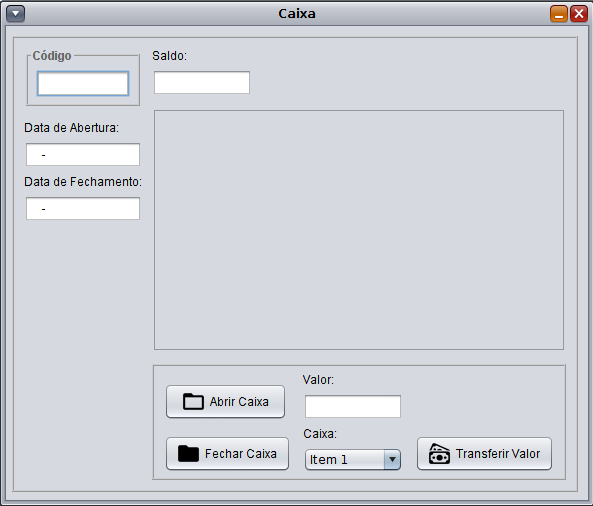 Caixa
Código
Saldo:
Data de Abertura:
-
Data de Fechamento:
-
Valor:
Abrir Caixa
Caixa:
Fechar Caixa
Item 1
Transferir Valor